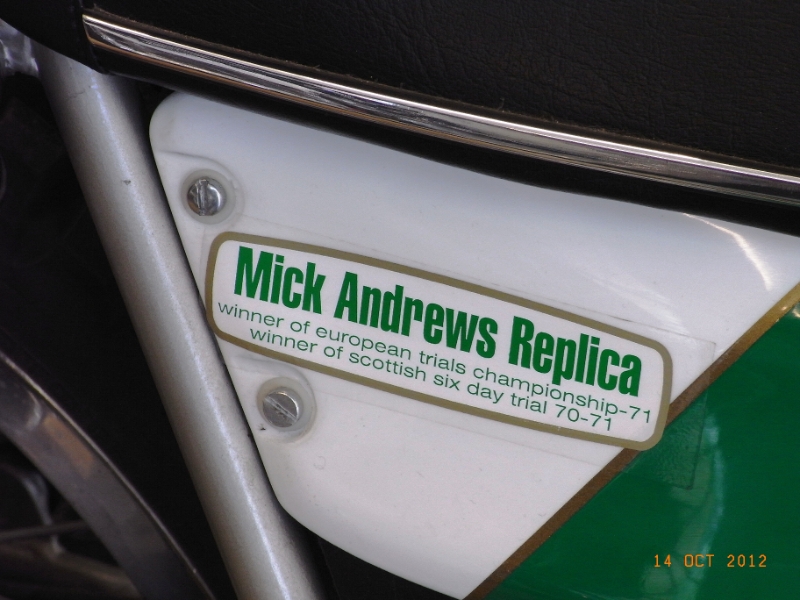 Mick Andrews Replica
winner of european trials championship-71
winner of scottish six day trial 70-71
14 OCT 2012